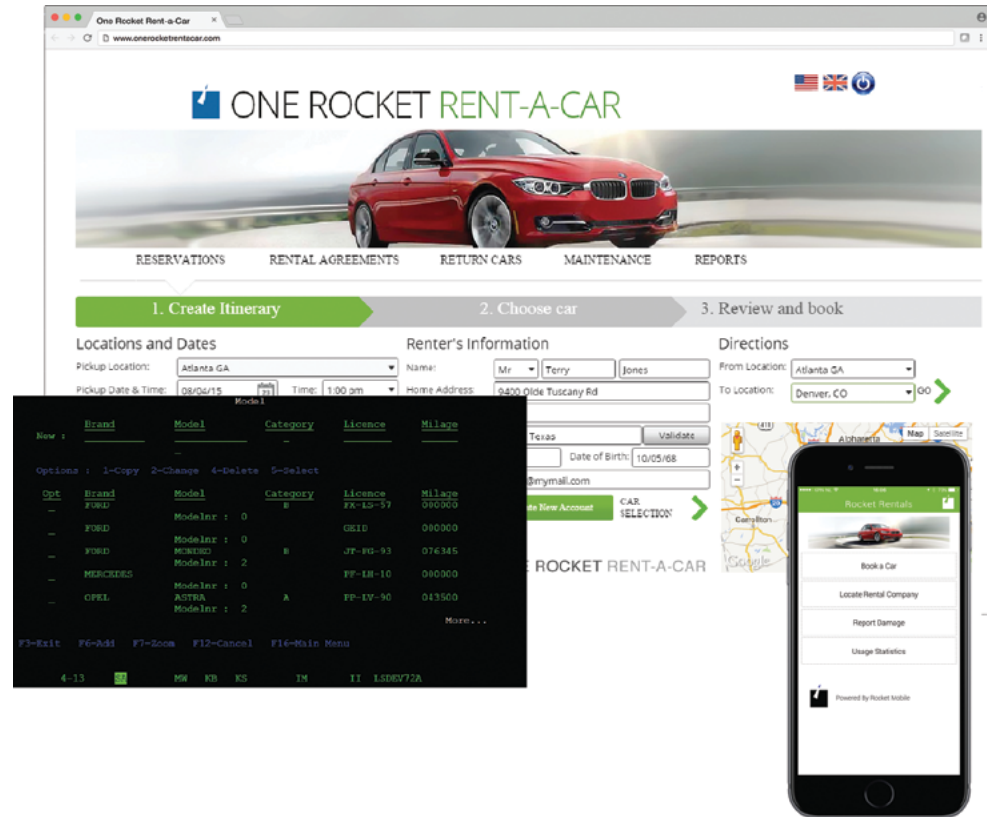 One Rocket Rent-a-Car ×
www.onerocketrentacar.com
ONE ROCKET RENT-A-CAR
RESERVATIONS RENTAL AGREEMENTS RETURN CARS MAINTENANCE REPORTS
1. Create Itinerary 2. Choose car 3. Review and book
Locations and Dates Renter's Information Directions
Pickup Location: Atlanta GA Name: Mr Terry Jones From Location: Atlanta GA
Pickup Date & Time: 08/04/15 Time: 1:00 pm Home Address: 9400 Olde Tuscany Rd To Location: Denver, CO GO
Texas Validate
Date of Birth: 10/05/68
@mymail.com
te New Account CAR SELECTION
ROCKET RENT-A-CAR
Alpharetta Map Satellite
Carrollton
Google
Model
Brand Model Category Licence Milage
New :
Options : 1-Copy 2-Change 4-Delete 5-Select
Opt Brand Model Category Licence Milage
FORD B FX-LS-57 000000
Modelnr : 0
FORD GEID 000000
Modelnr : 0
FORD MONDEO B JT-FG-93 076345
Modelnr : 2
MERCEDES FF-LH-10 000000
Modelnr : 0
OPEL ASTRA A PP-LV-90 043500
Modelnr : 2
More...
F3-Exit F6-Add F7-Zoom F12-Cancel F16-Main Menu
4-13 SA MW KB KS IM II LSDEV72A
Rocket Rentals
Book a Car
Locate Rental Company
Report Damage
Usage Statistics
Powered By Rocket Mobile